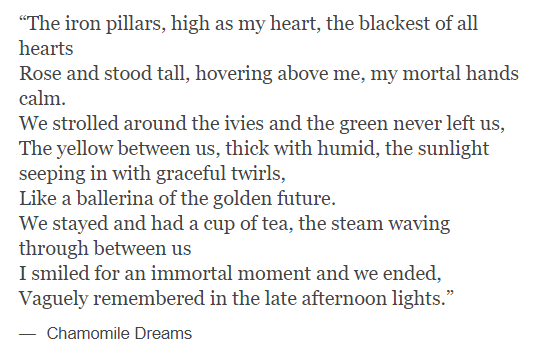 “The iron pillars, high as my heart, the blackest of all
hearts
Rose and stood tall, hovering above me, my mortal hands
calm.
We strolled around the ivies and the green never left us,
The yellow between us, thick with humid, the sunlight
seeping in with graceful twirls,
Like a ballerina of the golden future.
We stayed and had a cup of tea, the steam waving
through between us
I smiled for an immortal moment and we ended,
Vaguely remembered in the late afternoon lights.”
— Chamomile Dreams